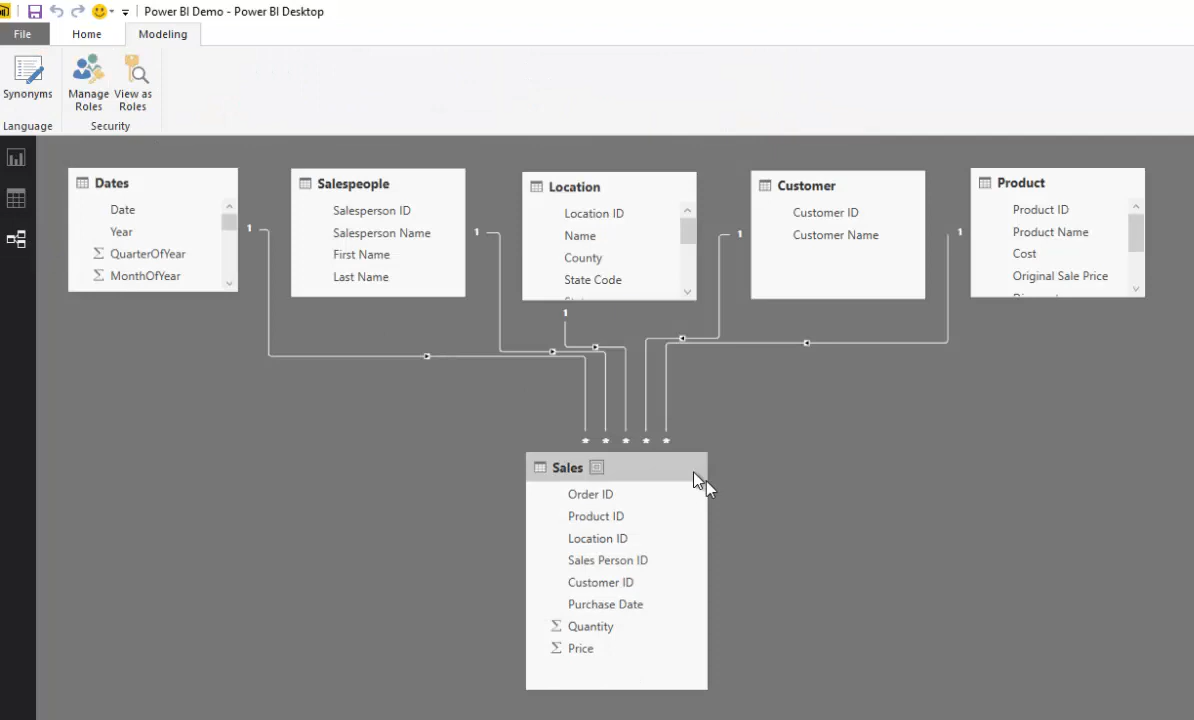 Power BI Demo - Power BI Desktop
File Home Modeling
Synonyms
Manage Roles
View as Roles
Language
Security
Dates
Date
Year
Σ QuarterOfYear
Σ MonthOfYear
Salespeople
Salesperson ID
Salesperson Name
First Name
Last Name
Location
Location ID
Name
County
State Code
Customer
Customer ID
Customer Name
Product
Product ID
Product Name
Cost
Original Sale Price
1
1
1
1
1
* * * * *
Sales
Order ID
Product ID
Location ID
Sales Person ID
Customer ID
Purchase Date
Σ Quantity
Σ Price